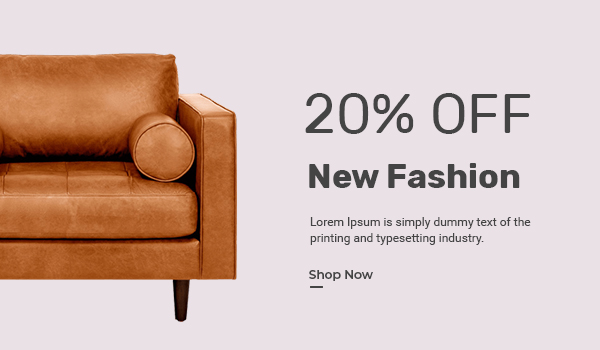 20% OFF
New Fashion
Lorem Ipsum is simply dummy text of the
printing and typesetting industry.
Shop Now